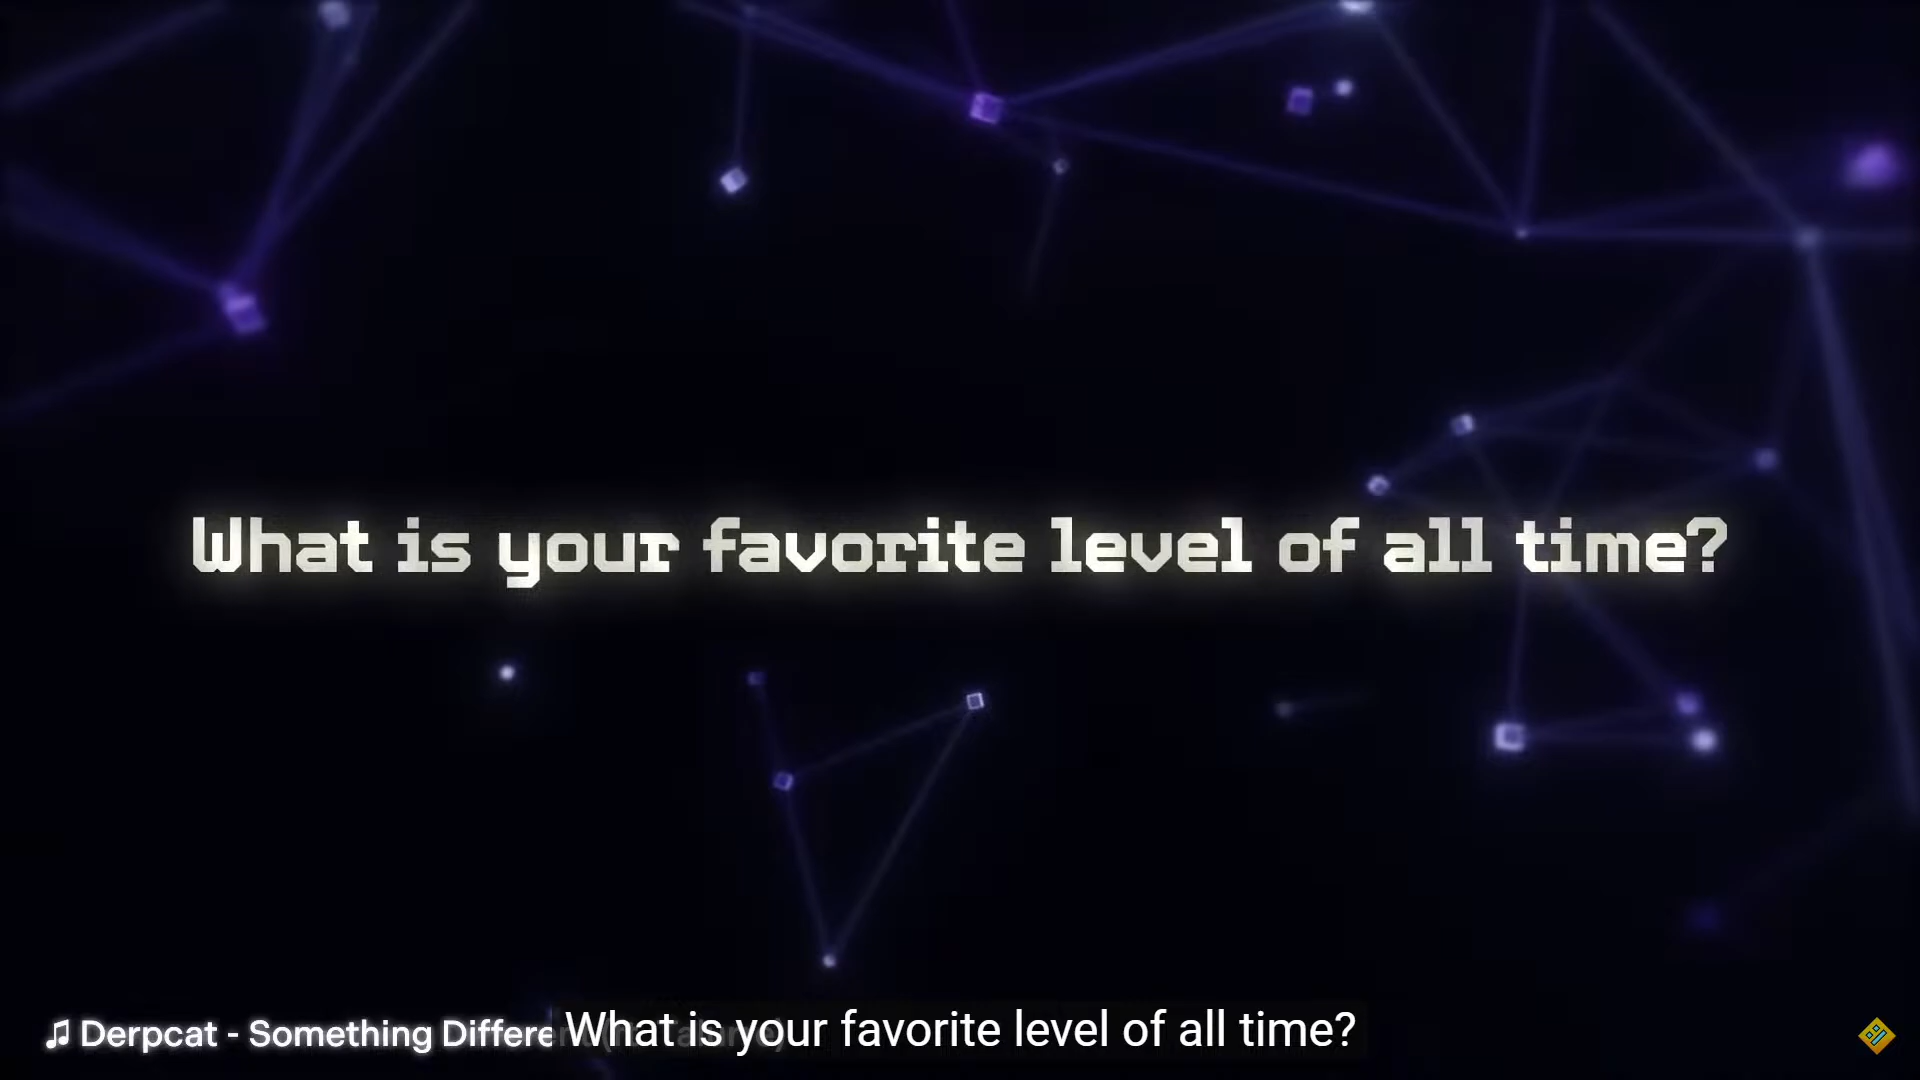 What is your favorite level of all time?
♫ Derpcat - Something Differe
What is your favorite level of all time?